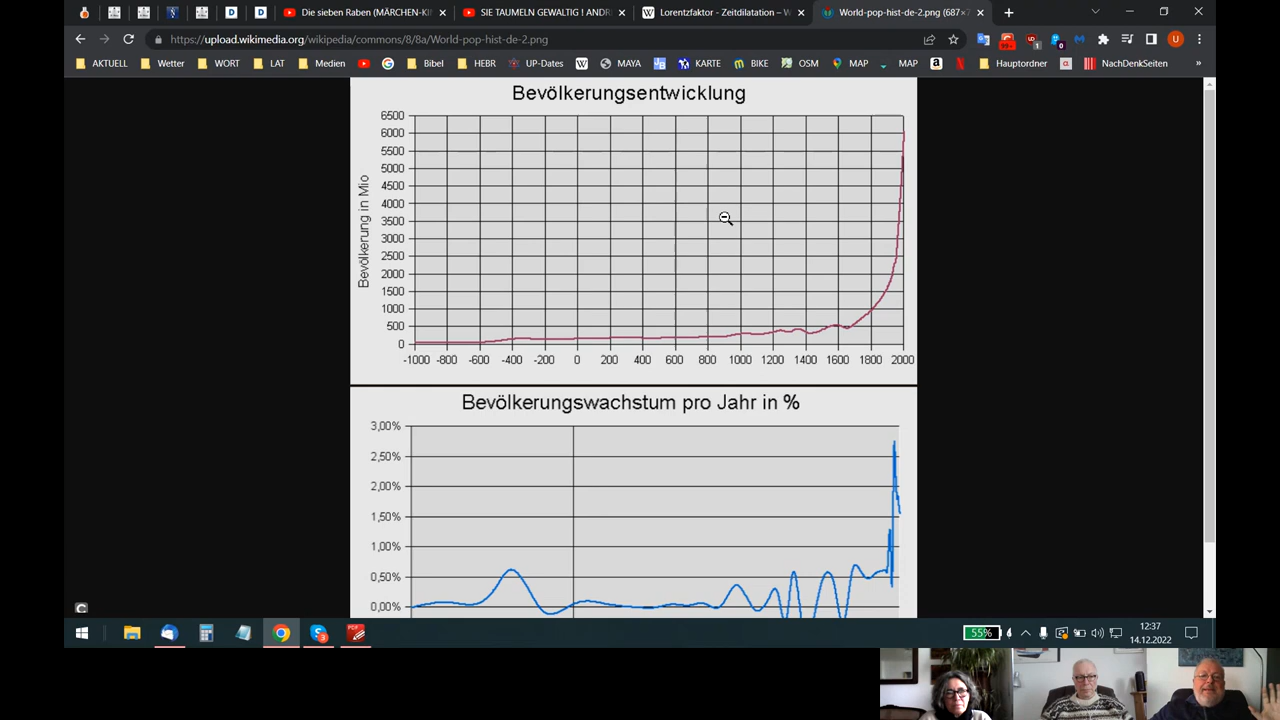 Die sieben Raben (MÄRCHEN-KIN
SIE TAUMELN GEWALTIG ! ANDR
Lorentzfaktor - Zeitdilatation – W
World-pop-hist-de-2.png (687×7
https://upload.wikimedia.org/wikipedia/commons/8/8a/World-pop-hist-de-2.png
AKTUELL Wetter WORT LAT Medien Bibel HEBR UP-Dates MAYA KARTE BIKE OSM MAP MAP Hauptordner NachDenkSeiten »
Bevölkerungsentwicklung
Bevölkerung in Mio
6500
6000
5500
5000
4500
4000
3500
3000
2500
2000
1500
1000
500
0
-1000 -800 -600 -400 -200 0 200 400 600 800 1000 1200 1400 1600 1800 2000
Bevölkerungswachstum pro Jahr in %
3,00%
2,50%
2,00%
1,50%
1,00%
0,50%
0,00%
55%
12:37
14.12.2022